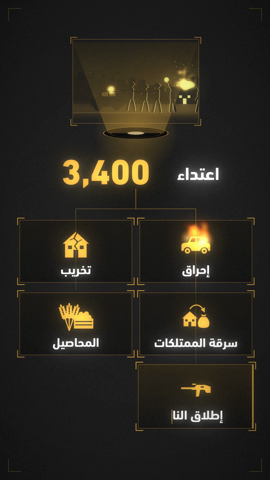 3,400 اعتداء
إحراق
تخريب
سرقة الممتلكات
المحاصيل
إطلاق النا